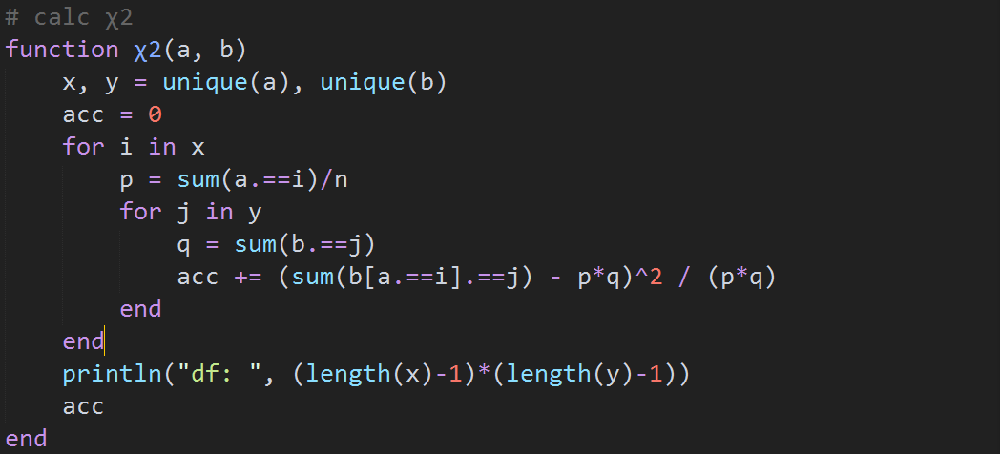 # calc χ2
function χ2(a, b)
    x, y = unique(a), unique(b)
    acc = 0
    for i in x
        p = sum(a.==i)/n
        for j in y
            q = sum(b.==j)
            acc += (sum(b[a.==i].==j) - p*q)^2 / (p*q)
        end
    end
    println("df: ", (length(x)-1)*(length(y)-1))
    acc
end